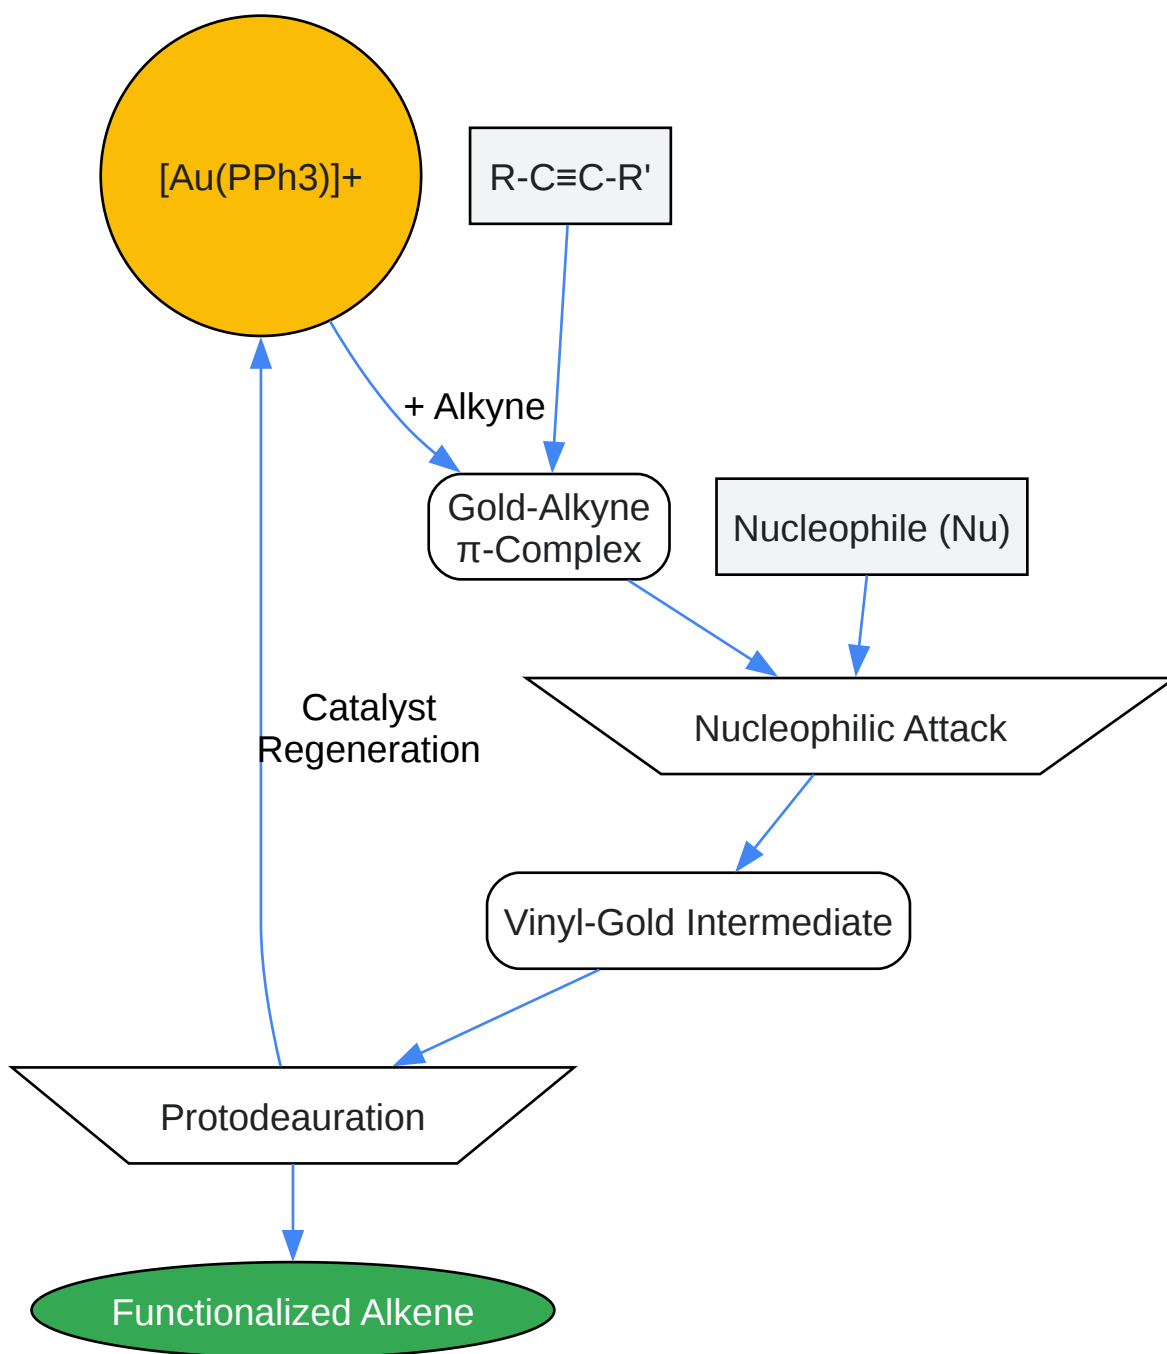 [Au(PPh3)]+
R-C≡C-R'
+ Alkyne
Gold-Alkyne
π-Complex
Nucleophile (Nu)
Catalyst
Regeneration
Nucleophilic Attack
Vinyl-Gold Intermediate
Protodeauration
Functionalized Alkene